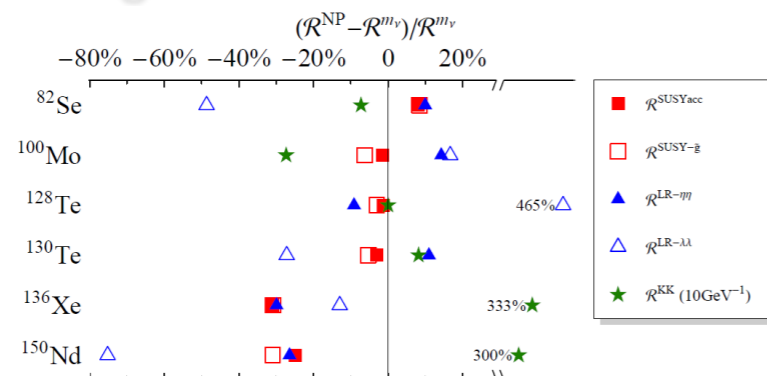 (ℛ^NP−ℛ^mν)/ℛ^mν
−80% −60% −40% −20% 0 20%
⁸²Se
¹⁰⁰Mo
¹²⁸Te 465%
¹³⁰Te
¹³⁶Xe 333%
¹⁵⁰Nd 300%
ℛ^SUSYacc
ℛ^SUSY−g̃
ℛ^LR−ηη
ℛ^LR−λλ
ℛ^KK (10GeV⁻¹)